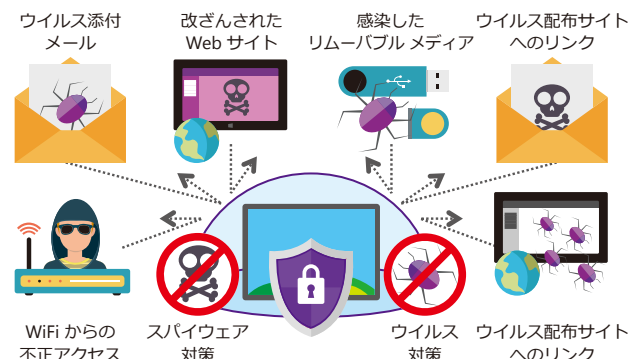 ウイルス添付
メール
改ざんされた
Web サイト
感染した
リムーバブル メディア
ウイルス配布サイト
へのリンク
WiFi からの
不正アクセス
スパイウェア
対策
ウイルス
対策
ウイルス配布サイト
へのリンク